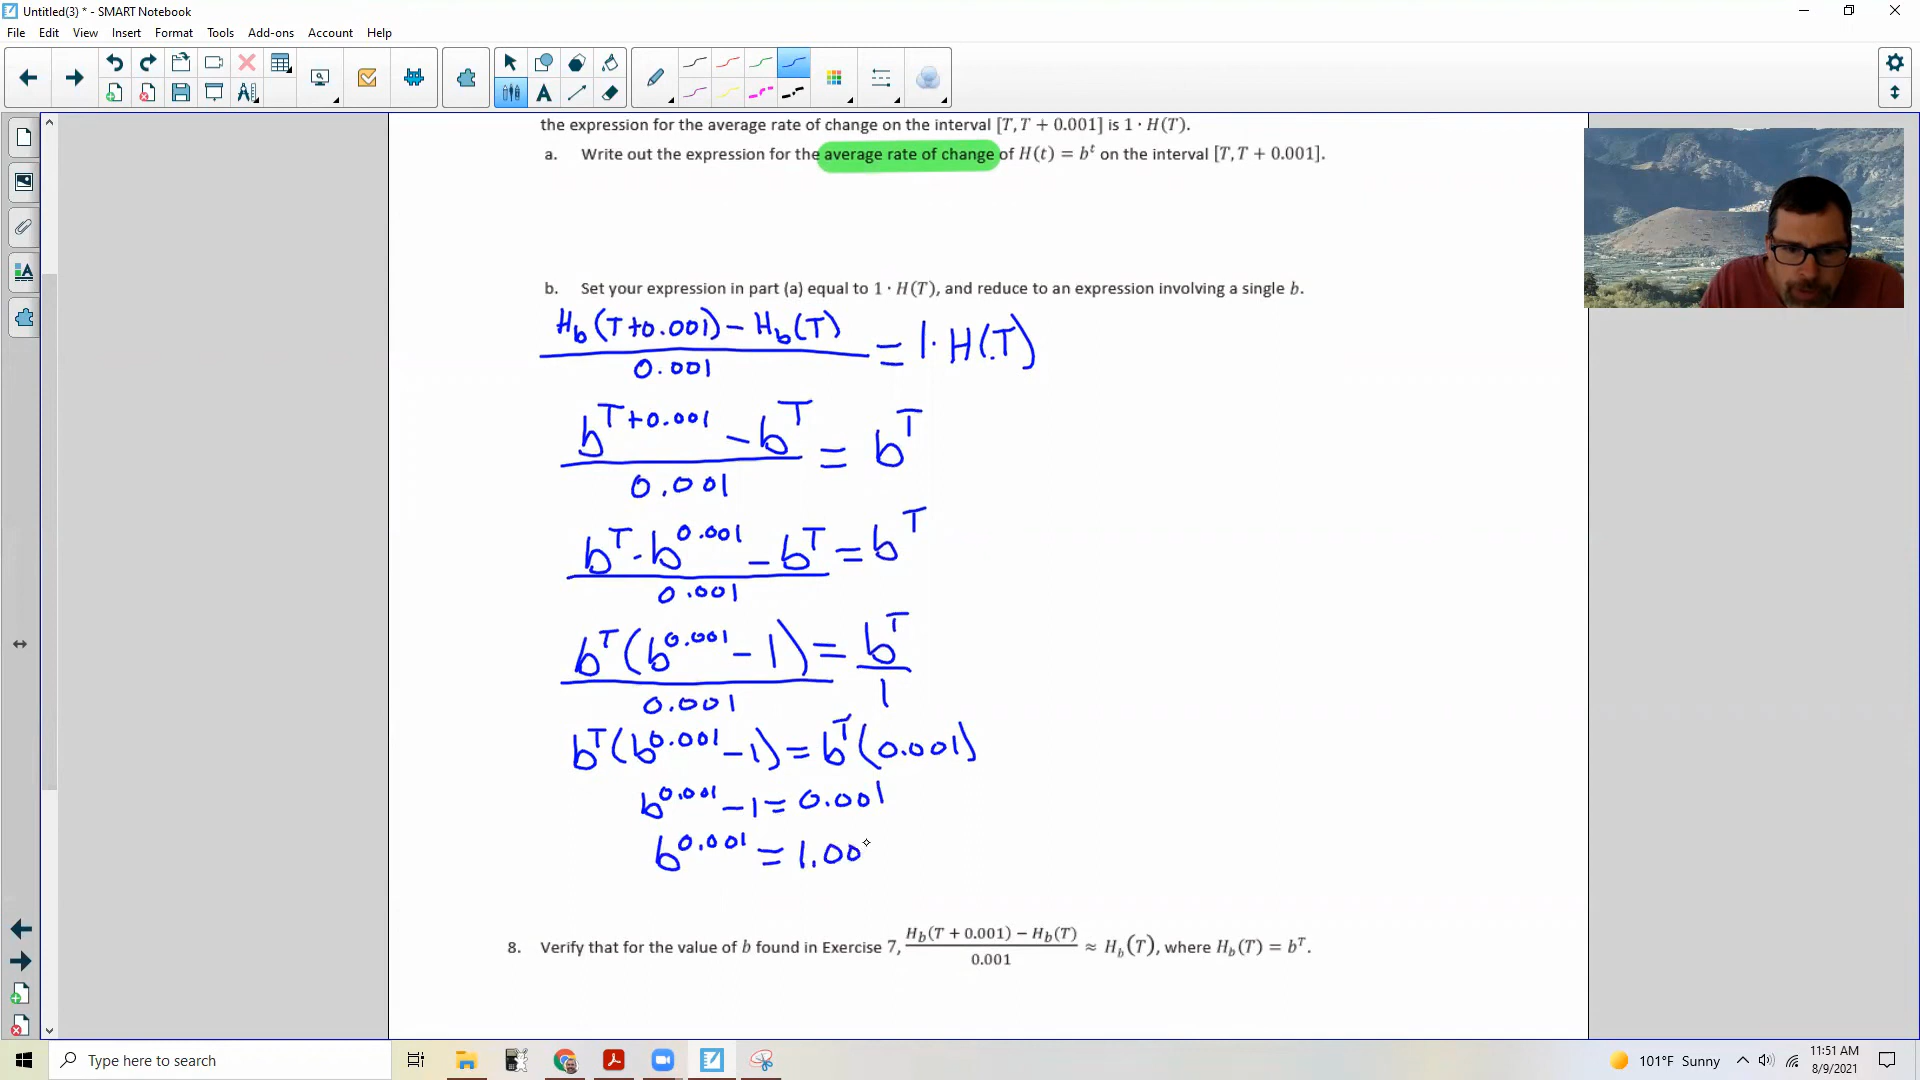 Untitled(3) * - SMART Notebook
File Edit View Insert Format Tools Add-ons Account Help
the expression for the average rate of change on the interval [T, T + 0.001] is 1 · H(T).
a. Write out the expression for the average rate of change of H(t) = b^t on the interval [T, T + 0.001].
b. Set your expression in part (a) equal to 1 · H(T), and reduce to an expression involving a single b.
H_b(T+0.001) - H_b(T) / 0.001 = 1 · H(T)
b^(T+0.001) - b^T / 0.001 = b^T
b^T · b^0.001 - b^T / 0.001 = b^T
b^T(b^0.001 - 1) / 0.001 = b^T / 1
b^T(b^0.001 - 1) = b^T(0.001)
b^0.001 - 1 = 0.001
b^0.001 = 1.00
8. Verify that for the value of b found in Exercise 7, H_b(T + 0.001) − H_b(T) / 0.001 ≈ H_b(T), where H_b(T) = b^T.
Type here to search
101°F Sunny
11:51 AM
8/9/2021